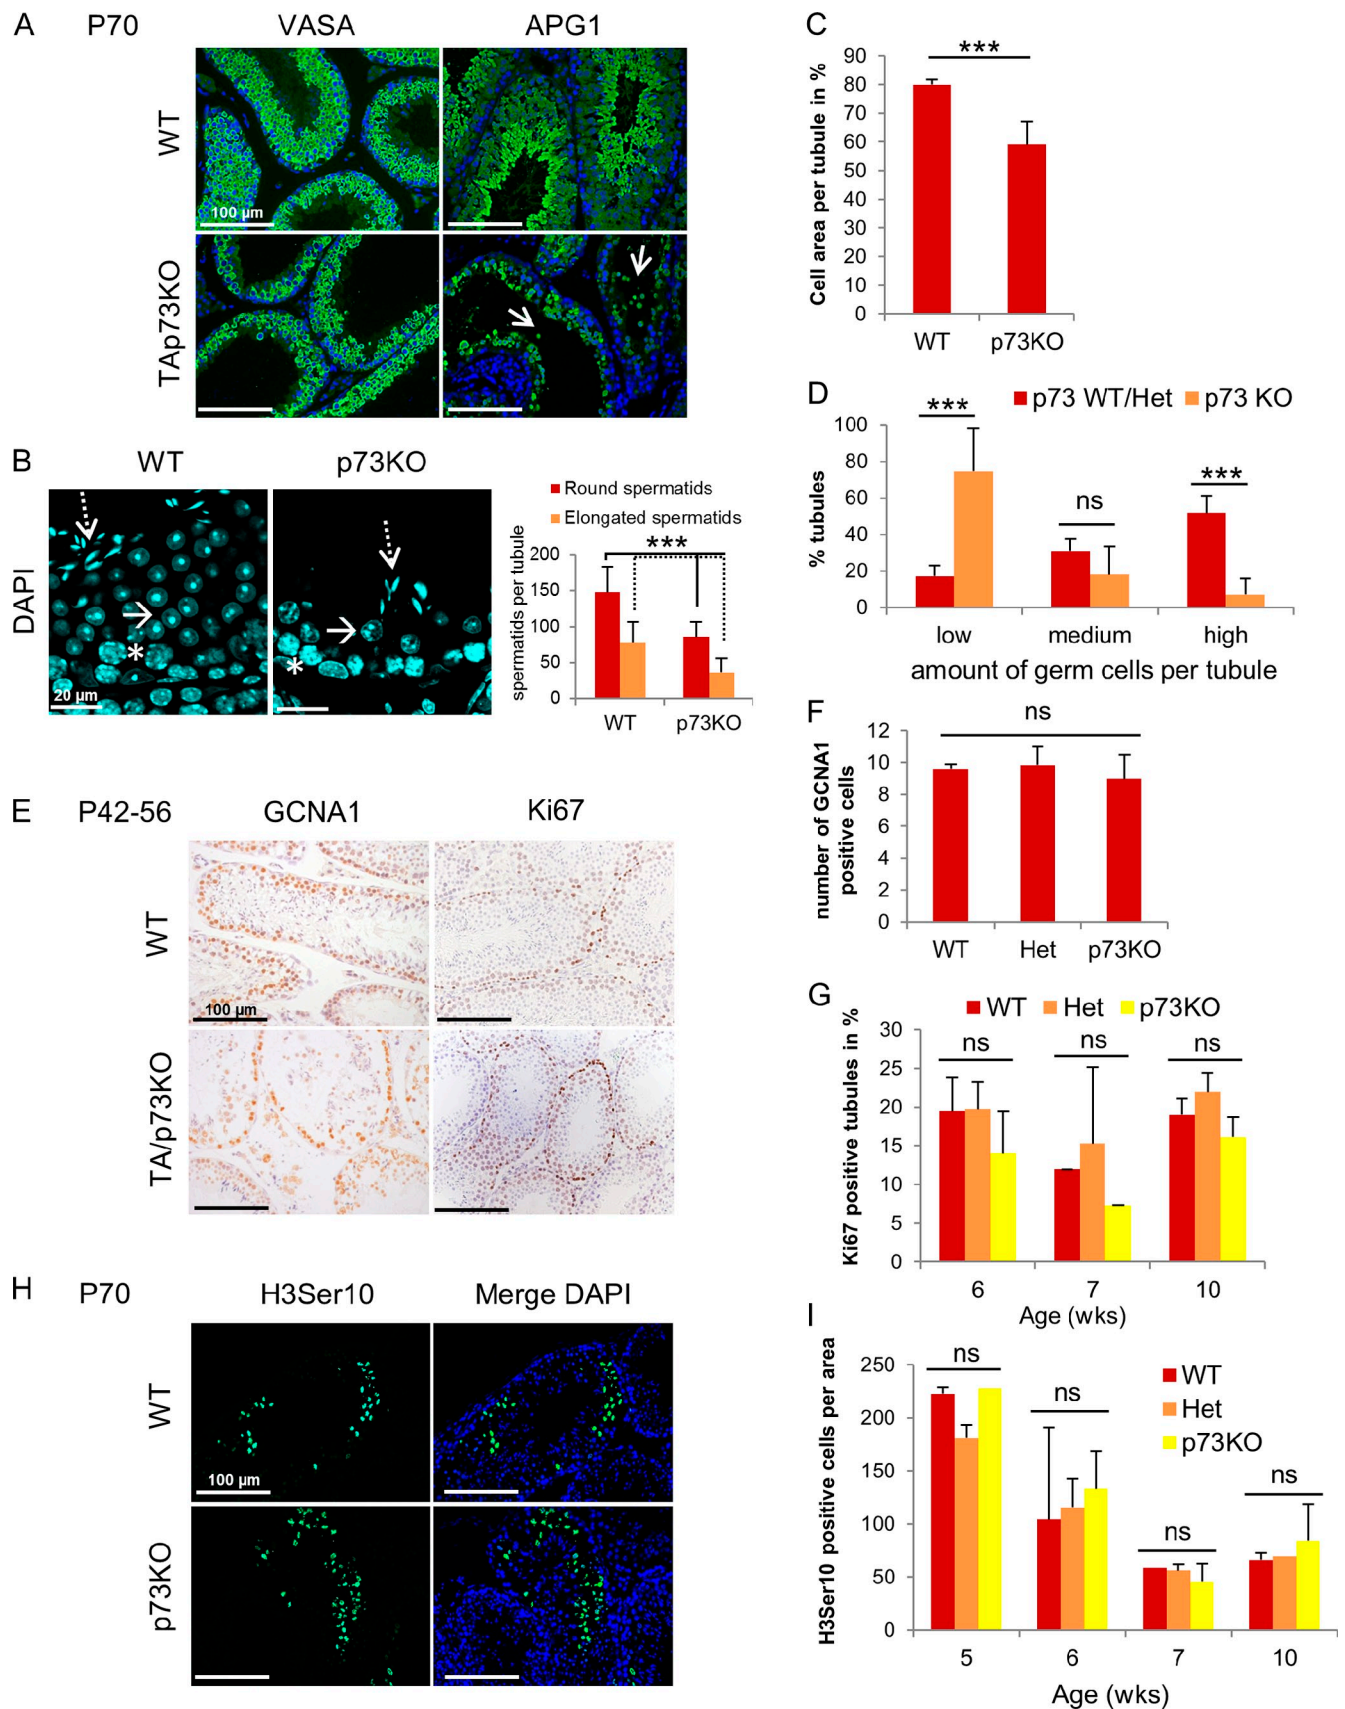 A P70 VASA APG1
WT
100 µm
TAp73KO
B WT p73KO
DAPI
*
20 µm
*
Round spermatids
Elongated spermatids
spermatids per tubule
200
150
100
50
0
***
WT p73KO
C
Cell area per tubule in %
90
80
70
60
50
40
30
20
10
0
***
WT p73KO
D p73 WT/Het p73 KO
% tubules
100
80
60
40
20
0
***
ns
***
low medium high
amount of germ cells per tubule
E P42-56 GCNA1 Ki67
WT
100 µm
TA/p73KO
F
number of GCNA1
positive cells
12
10
8
6
4
2
0
ns
WT Het p73KO
G WT Het p73KO
Ki67 positive tubules in %
30
25
20
15
10
5
0
ns ns ns
6 7 10
Age (wks)
H P70 H3Ser10 Merge DAPI
WT
100 µm
p73KO
I
H3Ser10 positive cells per area
250
200
150
100
50
0
ns
ns
ns
ns
WT
Het
p73KO
5 6 7 10
Age (wks)